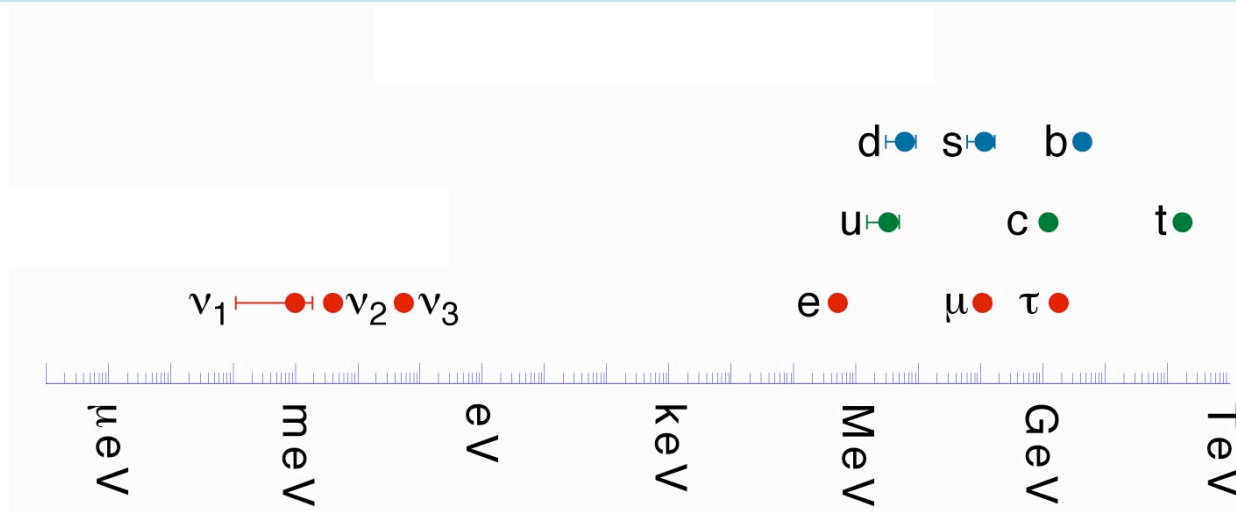 d s b
u c t
ν1 ν2 ν3 e μ τ
μeV meV eV keV MeV GeV TeV